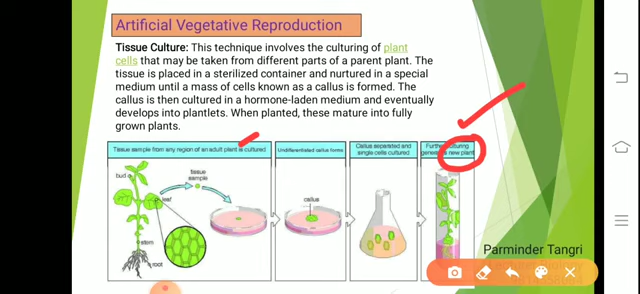 Artificial Vegetative Reproduction
Tissue Culture: This technique involves the culturing of plant
cells that may be taken from different parts of a parent plant. The
tissue is placed in a sterilized container and nurtured in a special
medium until a mass of cells known as a callus is formed. The
callus is then cultured in a hormone-laden medium and eventually
develops into plantlets. When planted, these mature into fully
grown plants.
Tissue sample from any region of an adult plant is cultured
Undifferentiated callus forms
Callus separated and
single cells cultured
Further culturing
new plant
bud
tissue
sample
leaf
stem
root
callus
Parminder Tangri